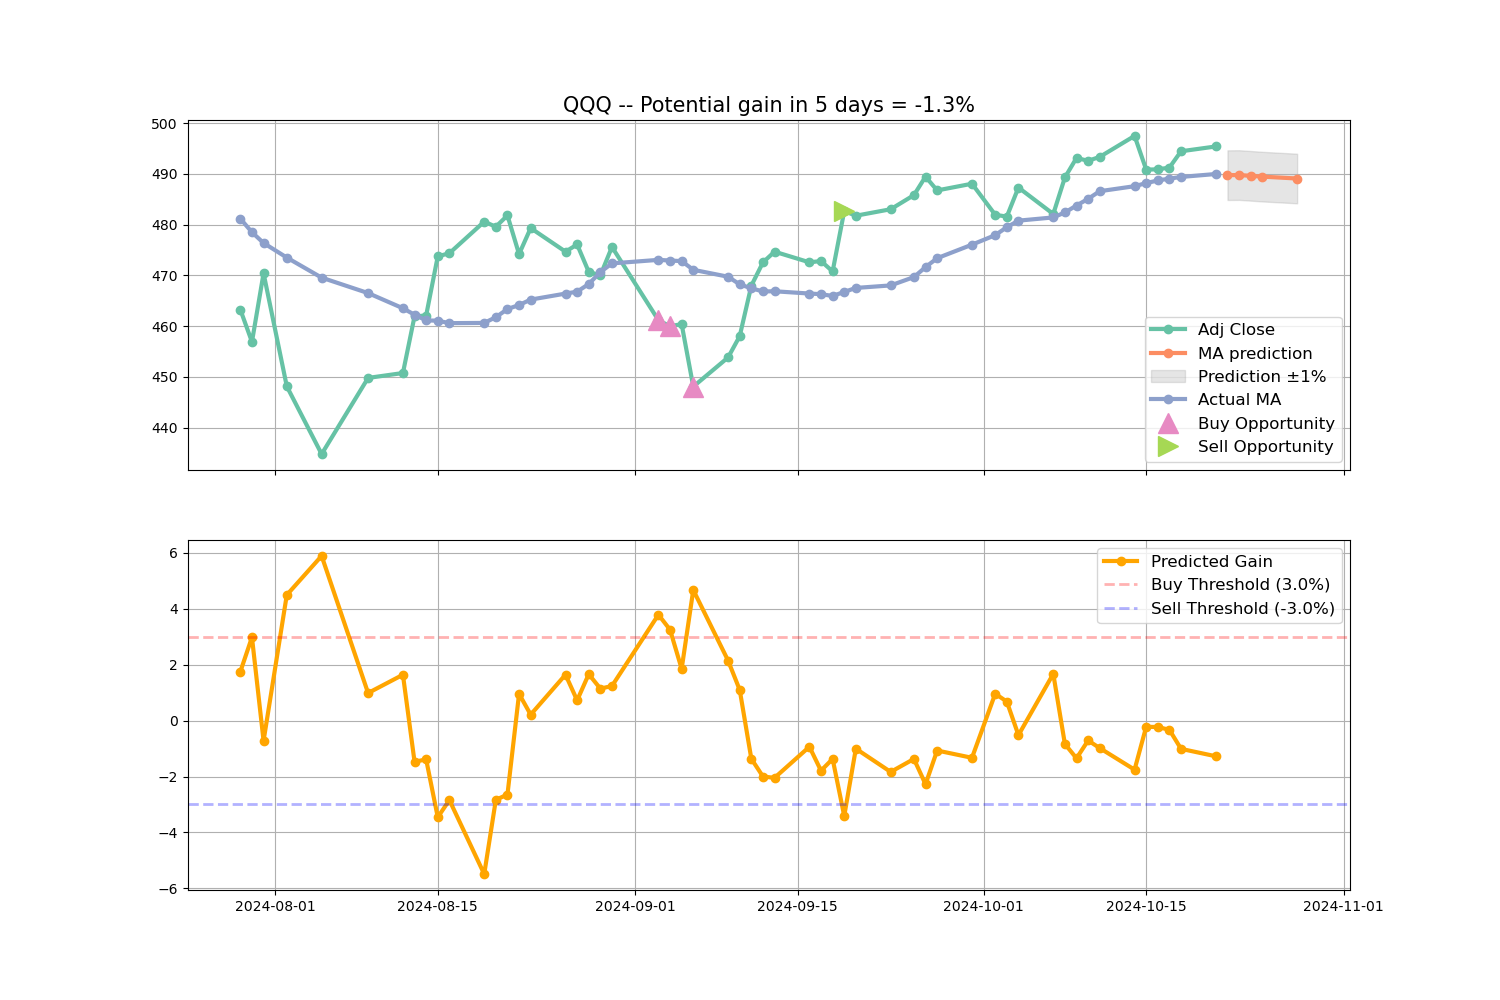 QQQ -- Potential gain in 5 days = -1.3%
500
490
480
470
460
450
440
Adj Close
MA prediction
Prediction ±1%
Actual MA
Buy Opportunity
Sell Opportunity
6
4
2
0
−2
−4
−6
Predicted Gain
Buy Threshold (3.0%)
Sell Threshold (-3.0%)
2024-08-01
2024-08-15
2024-09-01
2024-09-15
2024-10-01
2024-10-15
2024-11-01